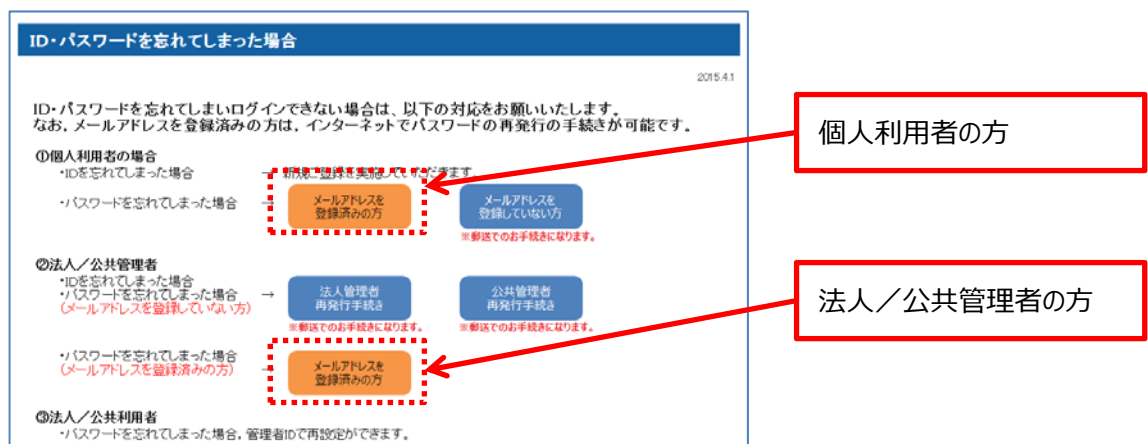 ID・パスワードを忘れてしまった場合
2015.4.1
ID・パスワードを忘れてしまいログインできない場合は、以下の対応をお願いいたします。
なお，メールアドレスを登録済みの方は，インターネットでパスワードの再発行の手続きが可能です。
個人利用者の方
①個人利用者の場合
・IDを忘れてしまった場合 → 新規ご登録を実施していただきます
・パスワードを忘れてしまった場合 →
メールアドレスを
登録済みの方
メールアドレスを
登録していない方
※郵送でのお手続きになります。
②法人／公共管理者
・IDを忘れてしまった場合
・パスワードを忘れてしまった場合 →
(メールアドレスを登録していない方)
法人管理者
再発行手続き
公共管理者
再発行手続き
※郵送でのお手続きになります。
※郵送でのお手続きになります。
法人／公共管理者の方
・パスワードを忘れてしまった場合
(メールアドレスを登録済みの方) →
メールアドレスを
登録済みの方
③法人／公共利用者
・パスワードを忘れてしまった場合，管理者IDで再設定ができます。